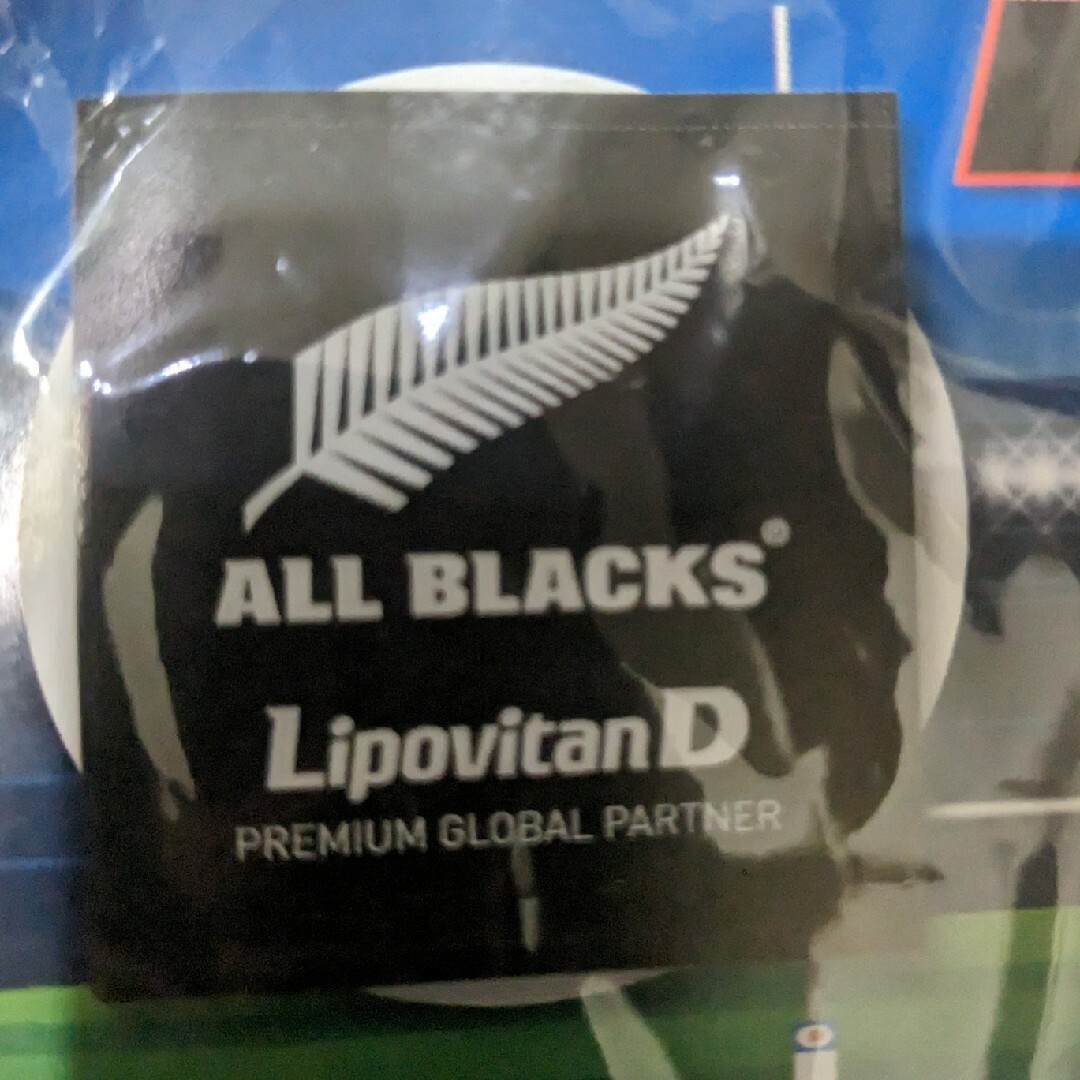 ALL BLACKS®
Lipovitan D
PREMIUM GLOBAL PARTNER